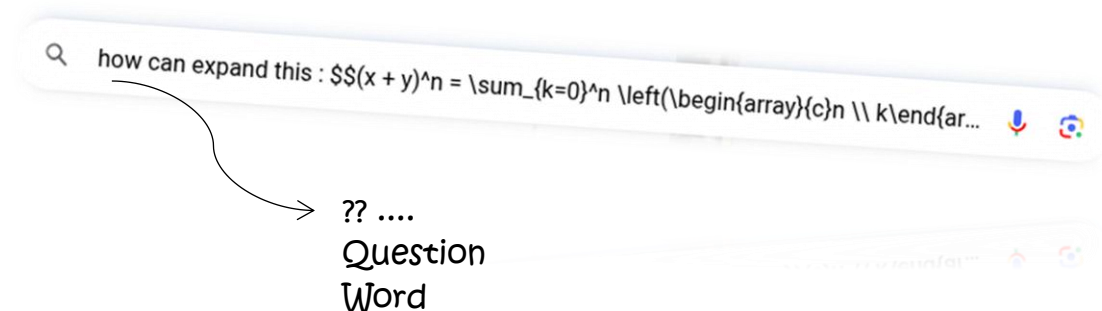 how can expand this : $$(x + y)^n = \sum_{k=0}^n \left(\begin{array}{c}n \\ k\end{ar...
?? ....
Question
Word